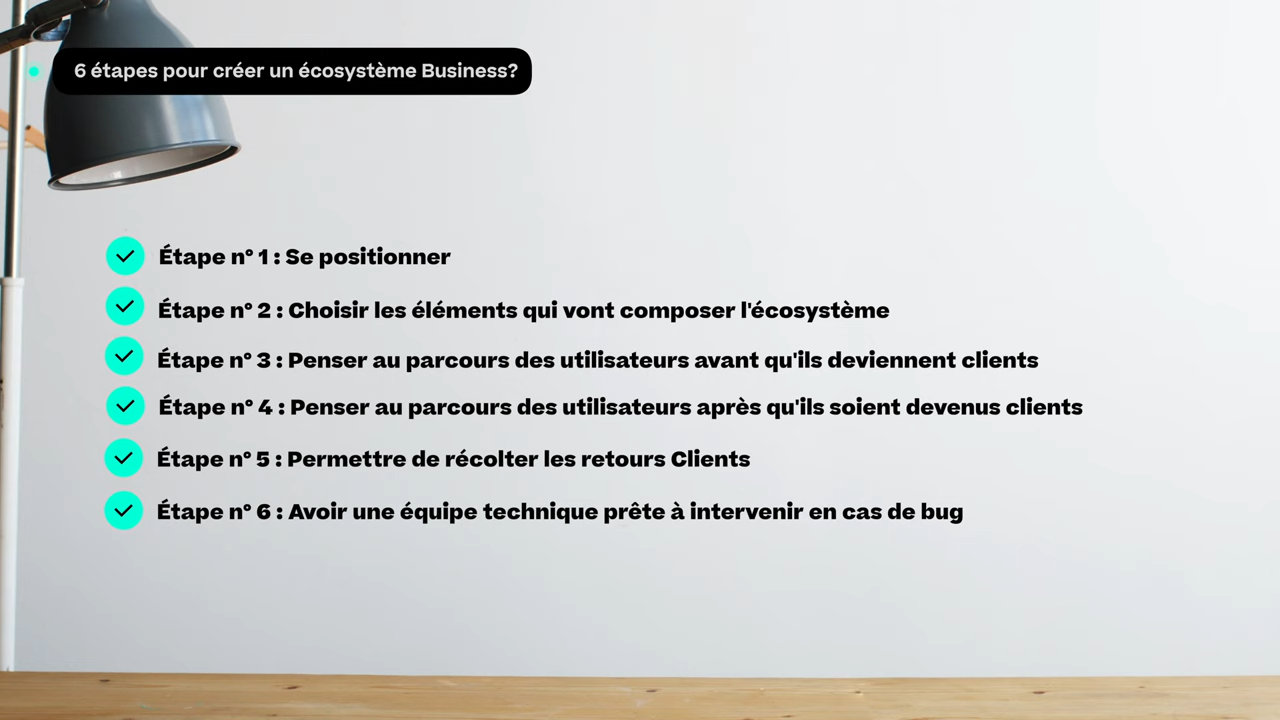 6 étapes pour créer un écosystème Business?
Étape n° 1 : Se positionner
Étape n° 2 : Choisir les éléments qui vont composer l'écosystème
Étape n° 3 : Penser au parcours des utilisateurs avant qu'ils deviennent clients
Étape n° 4 : Penser au parcours des utilisateurs après qu'ils soient devenus clients
Étape n° 5 : Permettre de récolter les retours Clients
Étape n° 6 : Avoir une équipe technique prête à intervenir en cas de bug